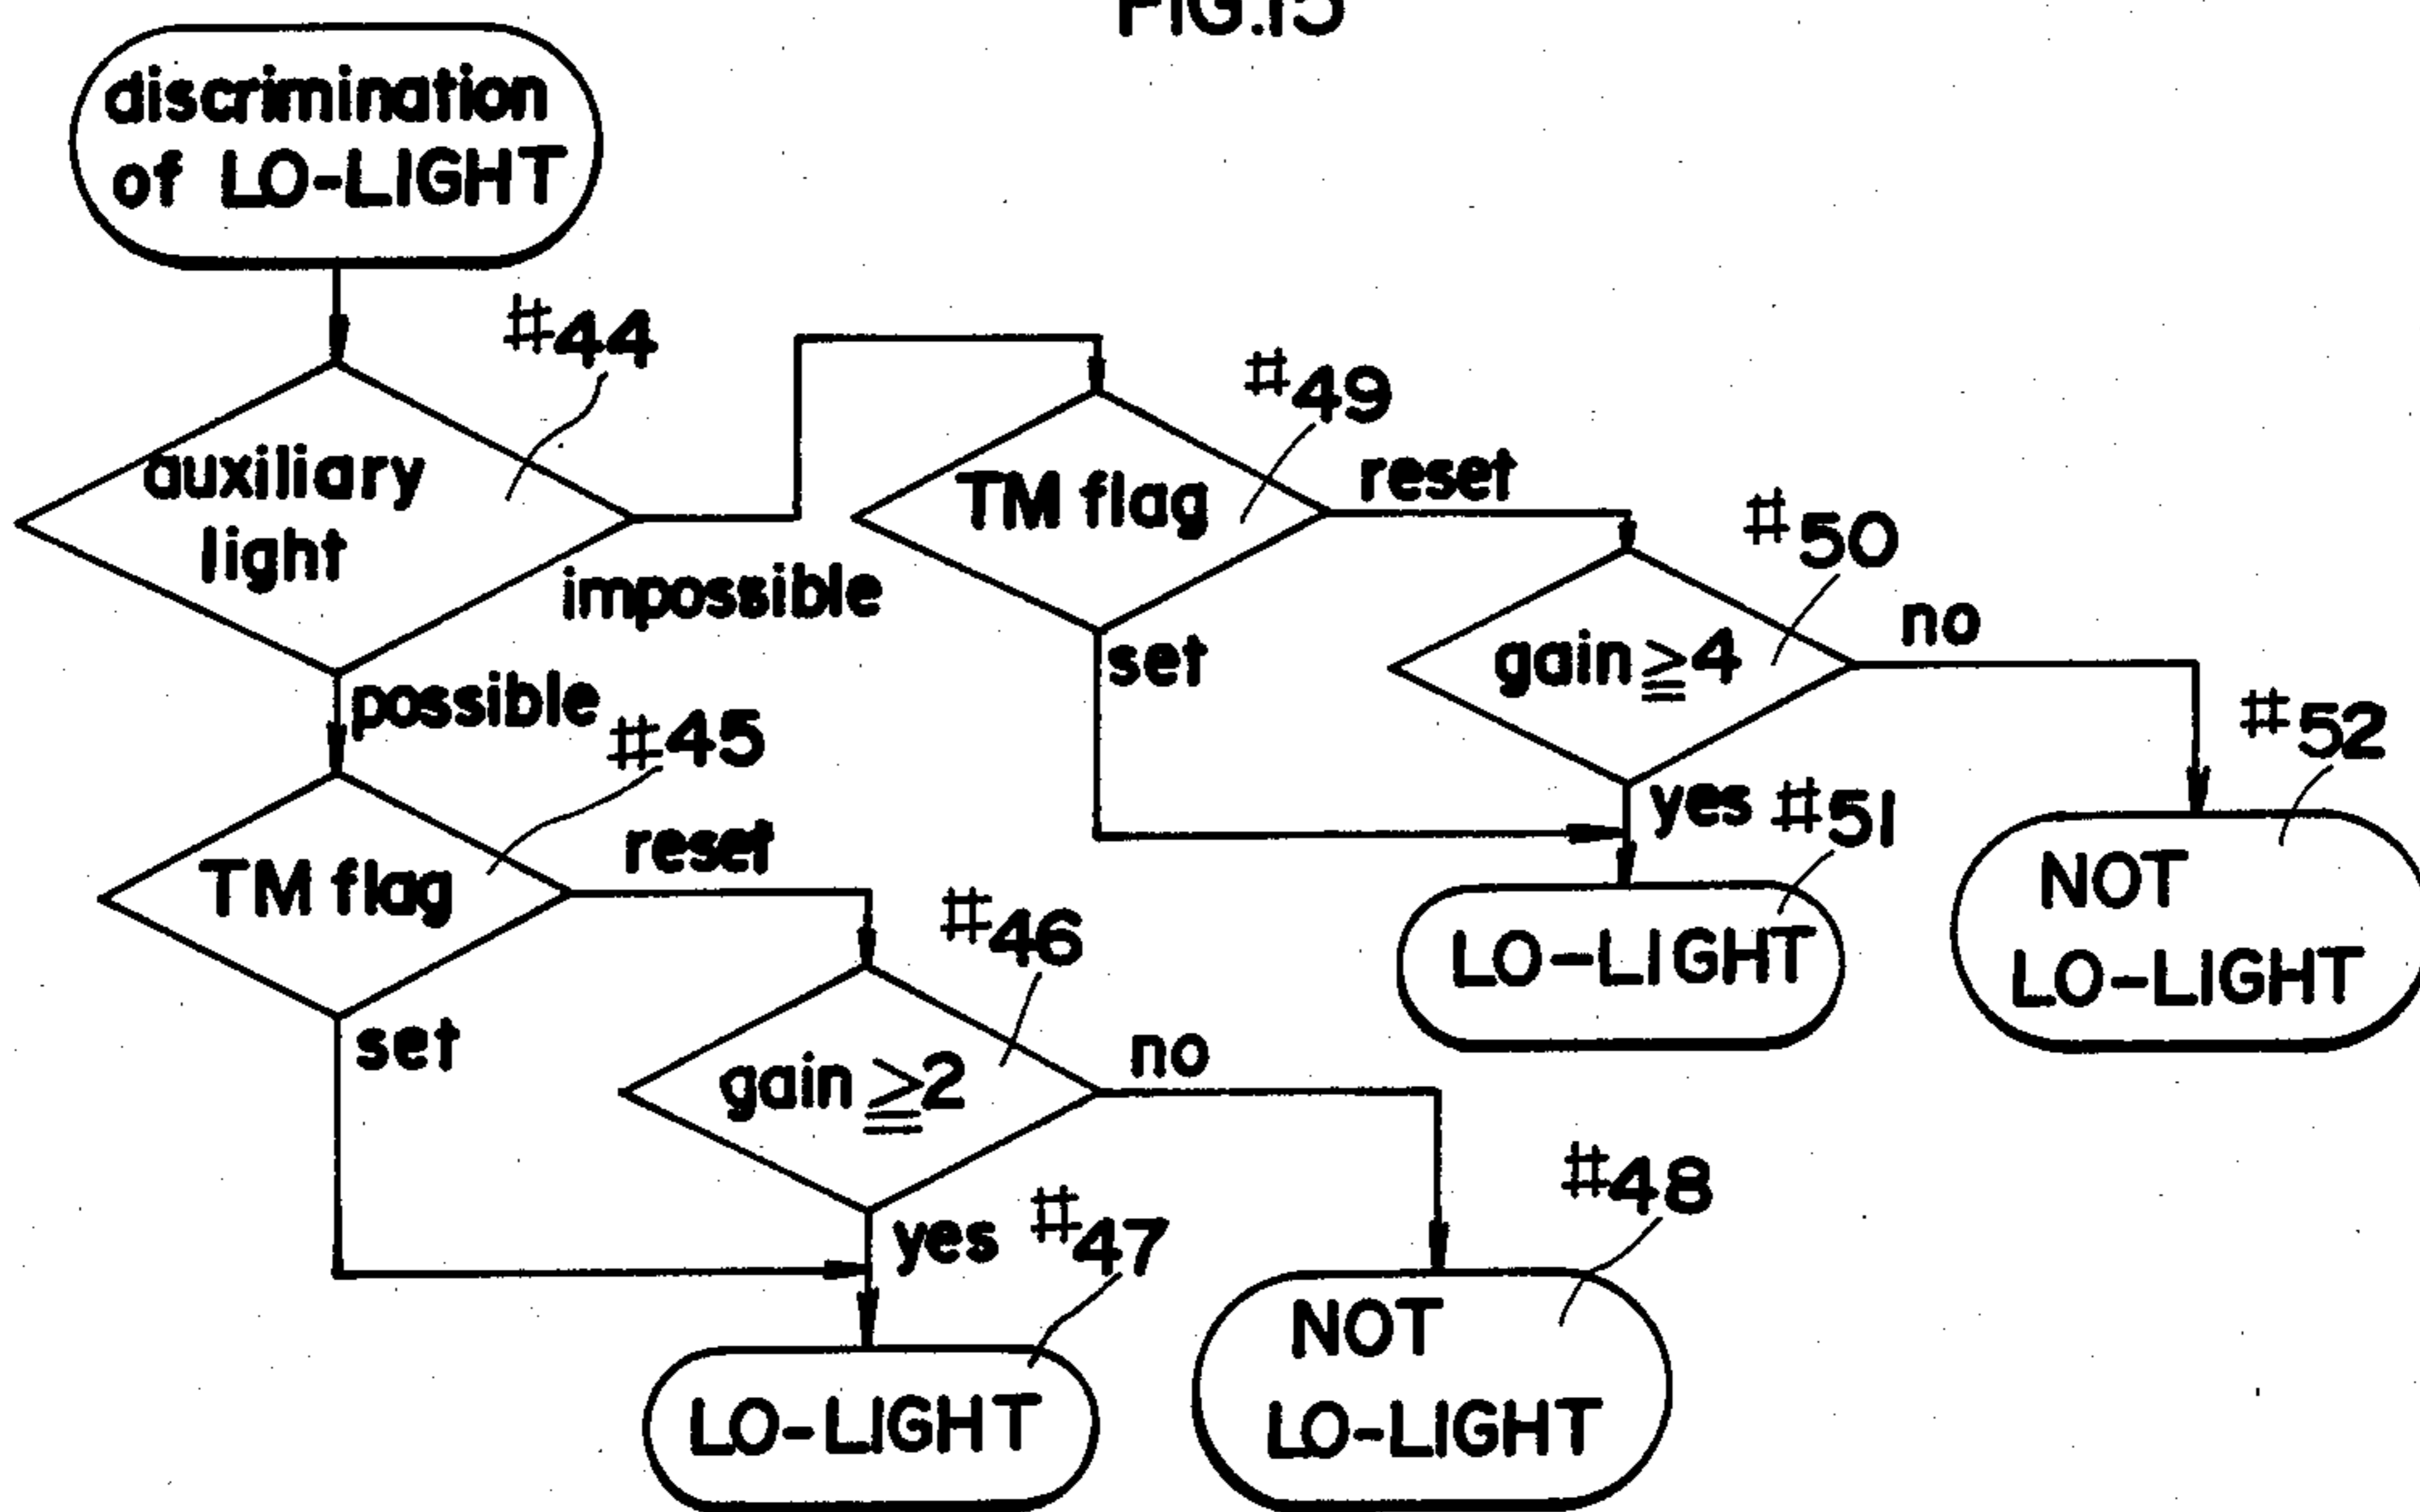 FIG.15
discrimination
of LO-LIGHT
#44
auxiliary
light
impossible
possible
#49
TM flag
reset
set
#50
gain≧4
no
yes
#51
LO-LIGHT
#52
NOT
LO-LIGHT
#45
TM flag
reset
set
#46
gain≧2
no
yes
#47
LO-LIGHT
#48
NOT
LO-LIGHT